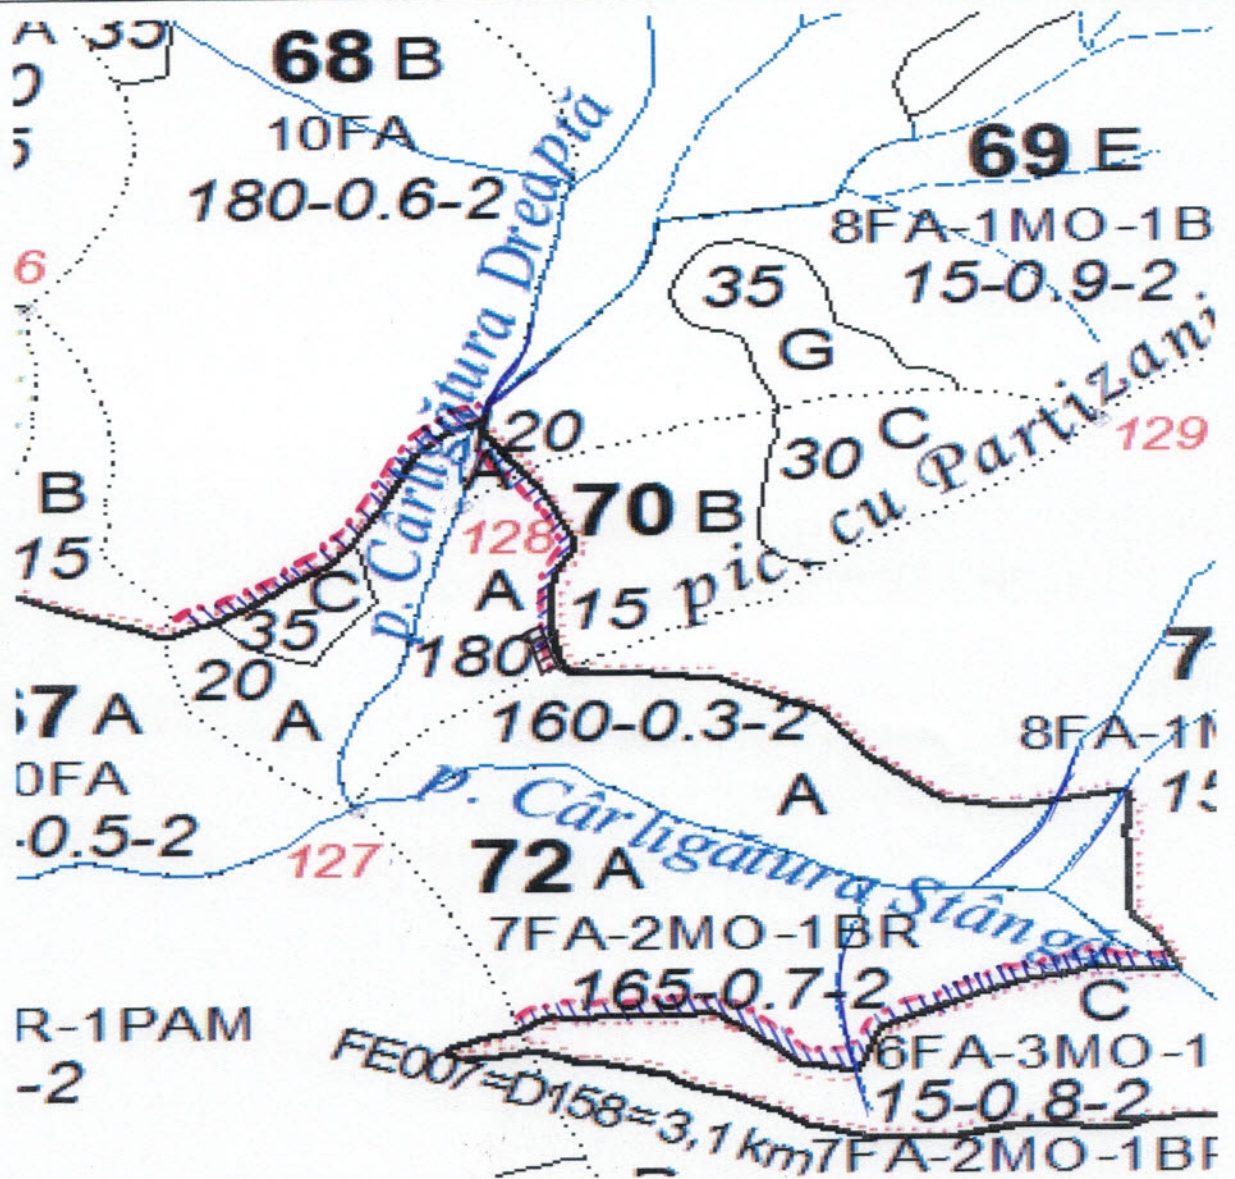 A 35
68 B
10FA
180-0.6-2
p. Cârligătura Dreaptă
69 E
8FA-1MO-1B
15-0.9-2
6
35
G
C
30
129
pic cu Partizani
20
A
B
15
70 B
128
15
C
35
A
180
20
A
67 A
0FA
-0.5-2
160-0.3-2
A
7
8FA-1M
15
p. Cârligătura Stângă
127
72 A
7FA-2MO-1BR
165-0.7-2
C
6FA-3MO-1
15-0.8-2
R-1PAM
-2
FE007=D158=3,1 km
7FA-2MO-1BR